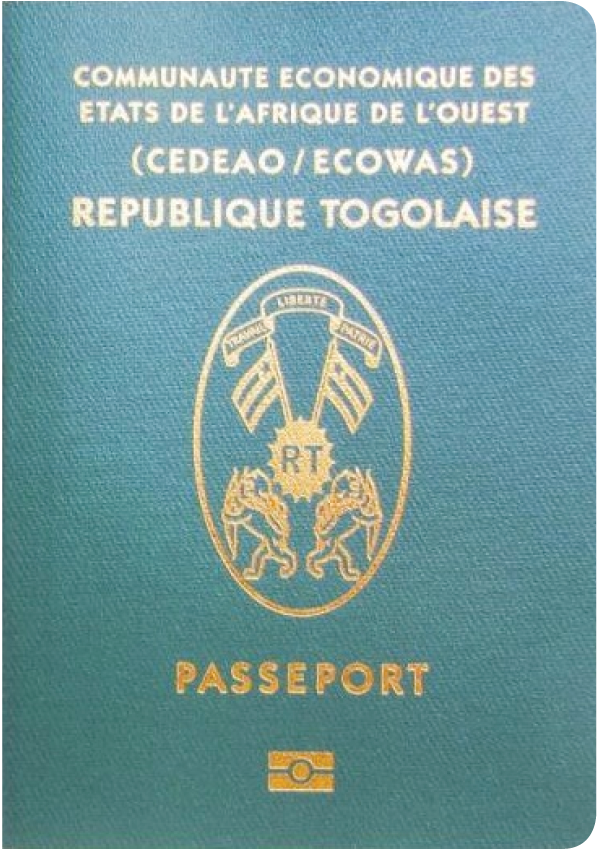 COMMUNAUTE ECONOMIQUE DES
ETATS DE L'AFRIQUE DE L'OUEST
(CEDEAO / ECOWAS)
REPUBLIQUE TOGOLAISE
TRAVAIL LIBERTE PATRIE
RT
PASSEPORT